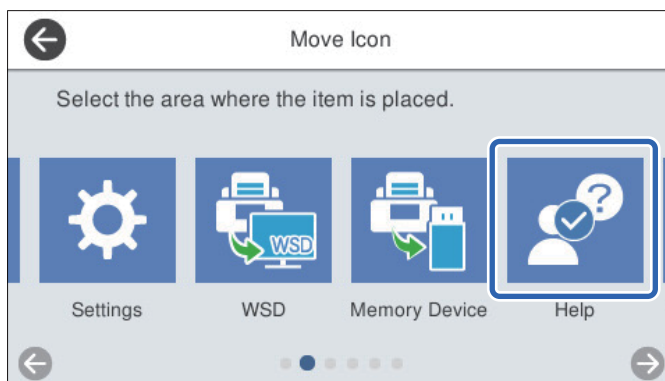 Move Icon
Select the area where the item is placed.
WSD
?
Settings
WSD
Memory Device
Help